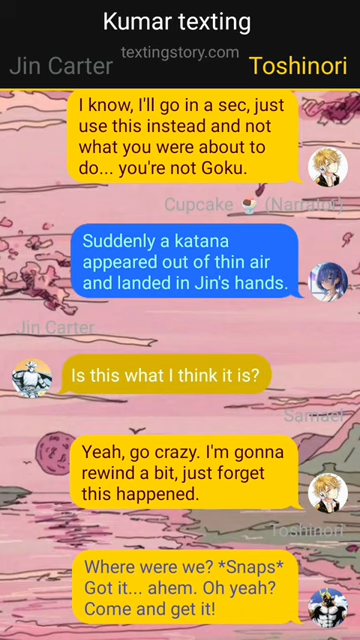 Kumar texting
textingstory.com
Jin Carter
Toshinori
I know, I'll go in a sec, just
use this instead and not
what you were about to
do... you're not Goku.
Cupcake 🍨 (Narrator)
Suddenly a katana
appeared out of thin air
and landed in Jin's hands.
Jin Carter
Is this what I think it is?
Samael
Yeah, go crazy. I'm gonna
rewind a bit, just forget
this happened.
Toshinori
Where were we? *Snaps*
Got it... ahem. Oh yeah?
Come and get it!